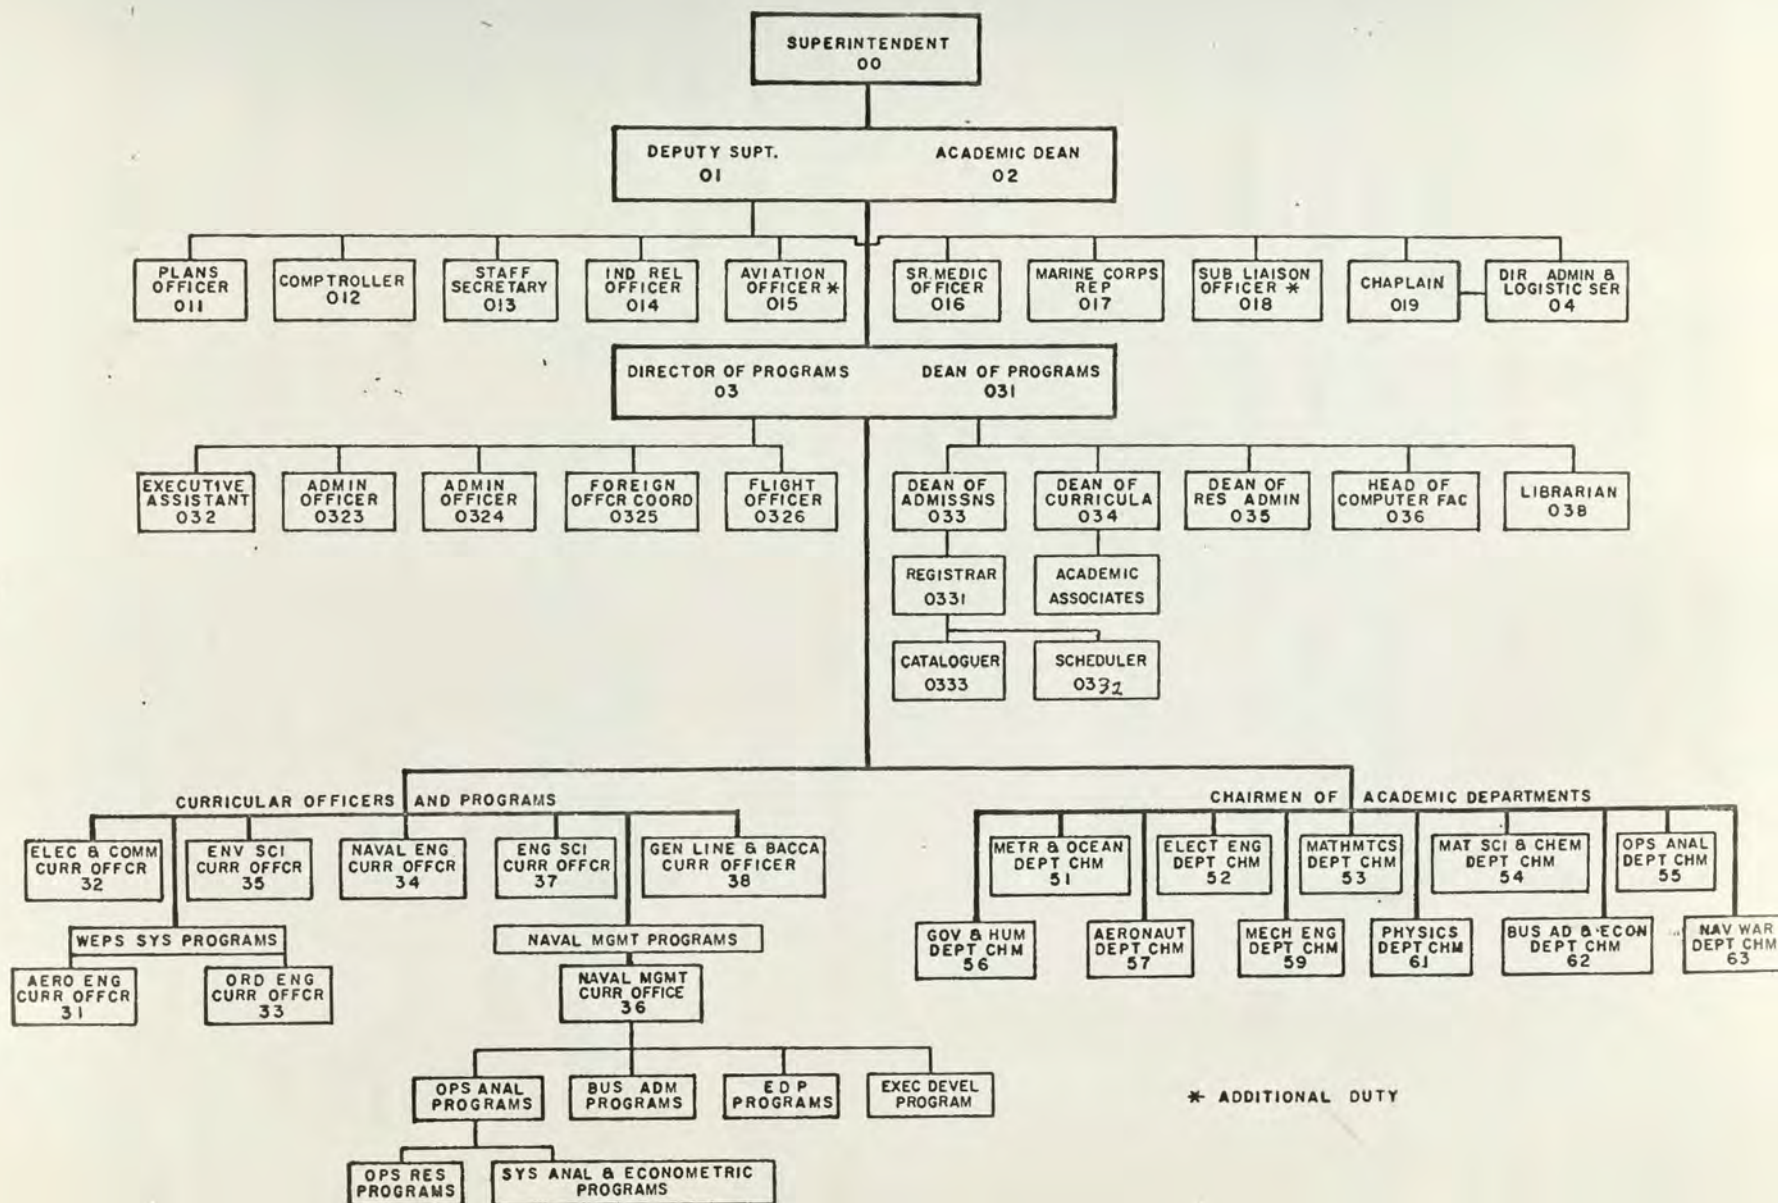 SUPERINTENDENT
00
DEPUTY SUPT.
01
ACADEMIC DEAN
02
PLANS
OFFICER
011
COMPTROLLER
012
STAFF
SECRETARY
013
IND REL
OFFICER
014
AVIATION
OFFICER *
015
SR. MEDIC
OFFICER
016
MARINE CORPS
REP
017
SUB LIAISON
OFFICER *
018
CHAPLAIN
019
DIR ADMIN &
LOGISTIC SER
04
DIRECTOR OF PROGRAMS
03
DEAN OF PROGRAMS
031
EXECUTIVE
ASSISTANT
032
ADMIN
OFFICER
0323
ADMIN
OFFICER
0324
FOREIGN
OFFCR COORD
0325
FLIGHT
OFFICER
0326
DEAN OF
ADMISSNS
033
DEAN OF
CURRICULA
034
DEAN OF
RES ADMIN
035
HEAD OF
COMPUTER FAC
036
LIBRARIAN
038
REGISTRAR
0331
ACADEMIC
ASSOCIATES
CATALOGUER
0333
SCHEDULER
0332
CURRICULAR OFFICERS AND PROGRAMS
ELEC & COMM
CURR OFFCR
32
ENV SCI
CURR OFFCR
35
NAVAL ENG
CURR OFFCR
34
ENG SCI
CURR OFFCR
37
GEN LINE & BACCA
CURR OFFICER
38
WEPS SYS PROGRAMS
AERO ENG
CURR OFFCR
31
ORD ENG
CURR OFFCR
33
NAVAL MGMT PROGRAMS
NAVAL MGMT
CURR OFFICE
36
OPS ANAL
PROGRAMS
BUS ADM
PROGRAMS
E D P
PROGRAMS
EXEC DEVEL
PROGRAM
OPS RES
PROGRAMS
SYS ANAL & ECONOMETRIC
PROGRAMS
CHAIRMEN OF ACADEMIC DEPARTMENTS
METR & OCEAN
DEPT CHM
51
ELECT ENG
DEPT CHM
52
MATHMTCS
DEPT CHM
53
MAT SCI & CHEM
DEPT CHM
54
OPS ANAL
DEPT CHM
55
GOV & HUM
DEPT CHM
56
AERONAUT
DEPT CHM
57
MECH ENG
DEPT CHM
59
PHYSICS
DEPT CHM
61
BUS AD & ECON
DEPT CHM
62
NAV WAR
DEPT CHM
63
* ADDITIONAL DUTY